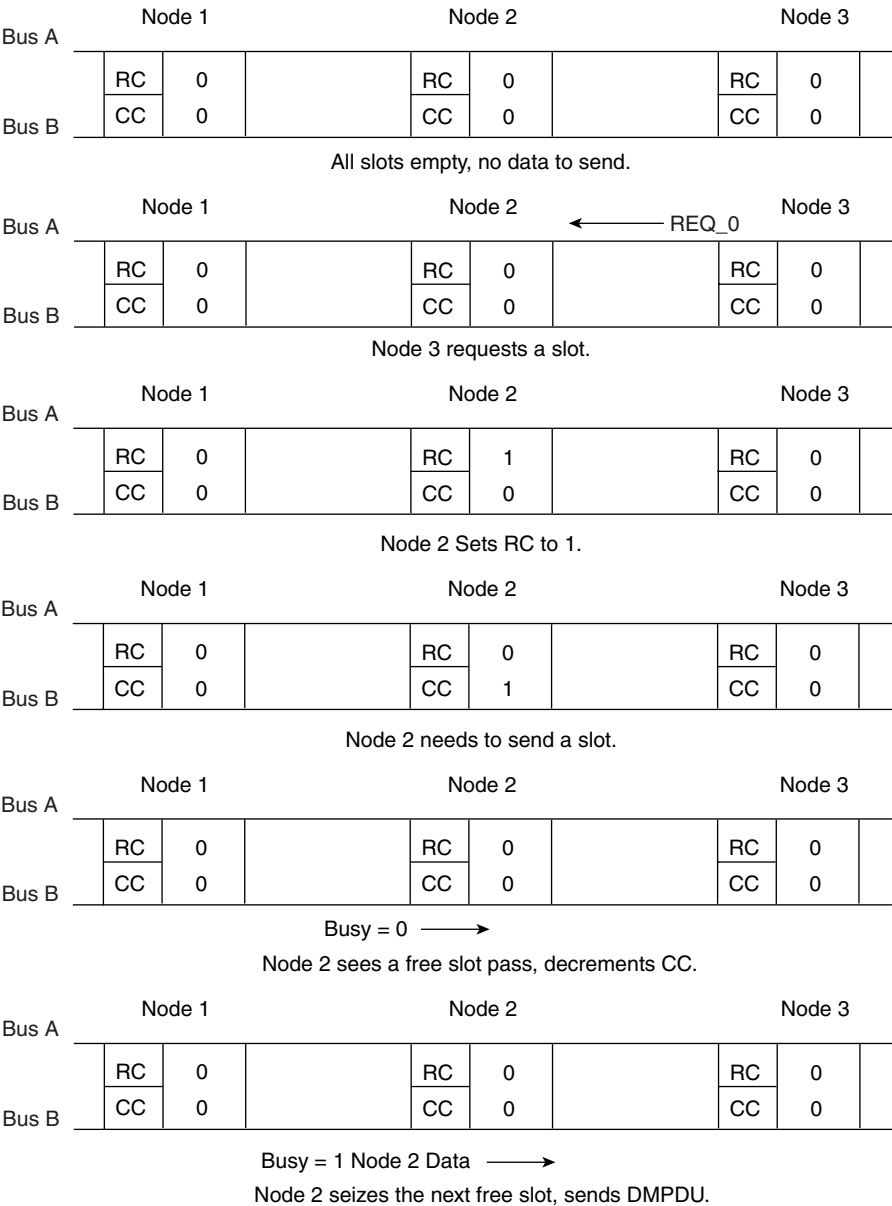 Node 1 Node 2 Node 3
Bus A
RC 0 RC 0 RC 0
CC 0 CC 0 CC 0
Bus B
All slots empty, no data to send.
Node 1 Node 2 REQ_0 Node 3
Bus A
RC 0 RC 0 RC 0
CC 0 CC 0 CC 0
Bus B
Node 3 requests a slot.
Node 1 Node 2 Node 3
Bus A
RC 0 RC 1 RC 0
CC 0 CC 0 CC 0
Bus B
Node 2 Sets RC to 1.
Node 1 Node 2 Node 3
Bus A
RC 0 RC 0 RC 0
CC 0 CC 1 CC 0
Bus B
Node 2 needs to send a slot.
Node 1 Node 2 Node 3
Bus A
RC 0 RC 0 RC 0
CC 0 CC 0 CC 0
Bus B
Busy = 0
Node 2 sees a free slot pass, decrements CC.
Node 1 Node 2 Node 3
Bus A
RC 0 RC 0 RC 0
CC 0 CC 0 CC 0
Bus B
Busy = 1 Node 2 Data
Node 2 seizes the next free slot, sends DMPDU.